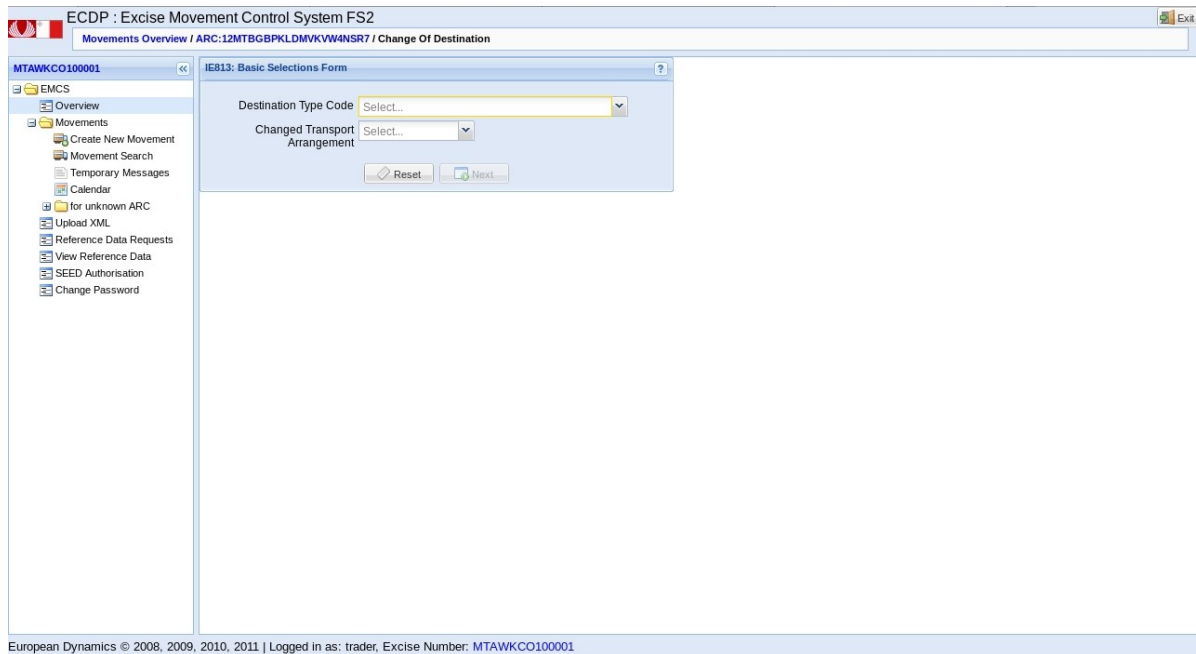 ECDP : Excise Movement Control System FS2
Exit
Movements Overview / ARC:12MTBGBPKLDMVKVW4NSR7 / Change Of Destination
MTAWKCO100001
IE813: Basic Selections Form
EMCS
Overview
Movements
Create New Movement
Movement Search
Temporary Messages
Calendar
for unknown ARC
Upload XML
Reference Data Requests
View Reference Data
SEED Authorisation
Change Password
Destination Type Code Select...
Changed Transport Select...
Arrangement
Reset Next
European Dynamics © 2008, 2009, 2010, 2011 | Logged in as: trader, Excise Number: MTAWKCO100001